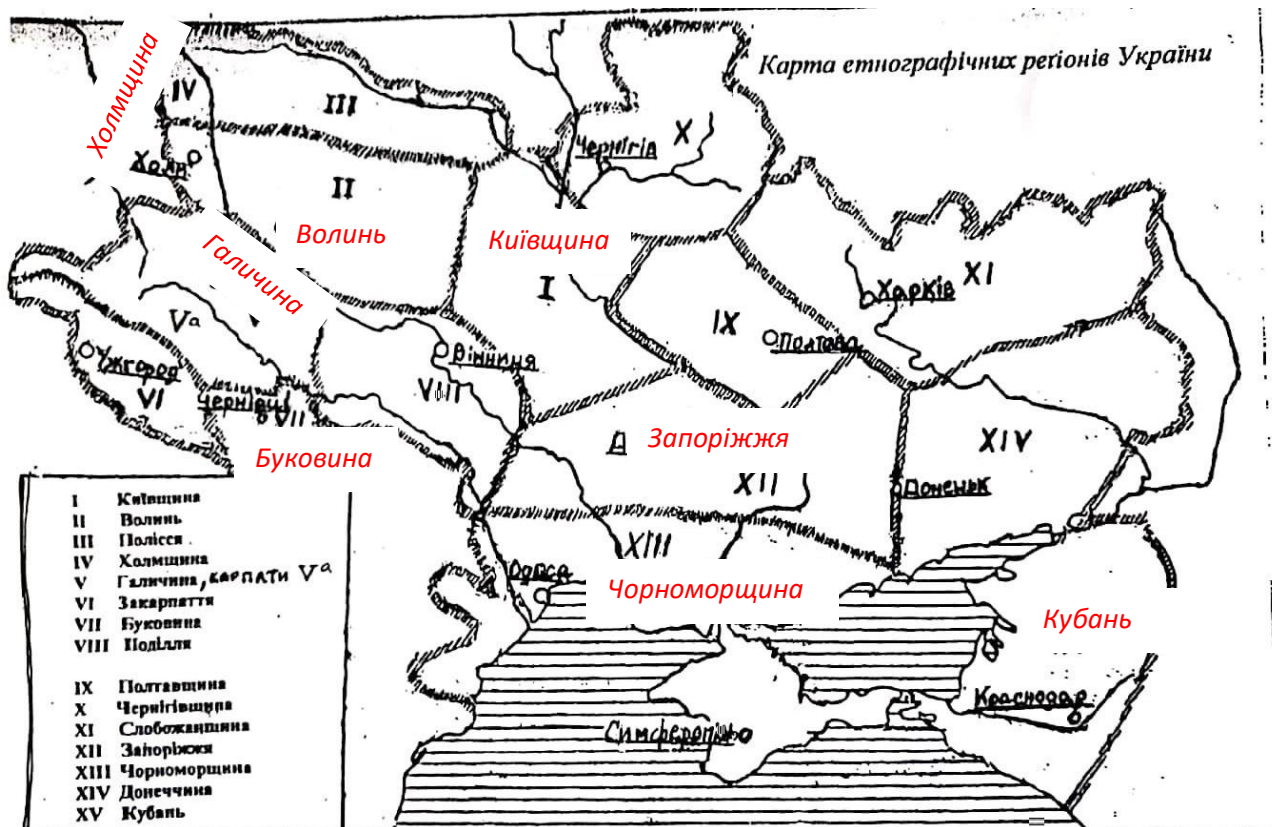 Карта етнографічних регіонів України
Холмщина
IV
III
X
Чернігів
Холм
II
Волинь
Київщина
Галичина
I
Харків
XI
IX
Полтава
Vа
Вінниця
Ужгород
VI
Чернівці
VII
VIII
Буковина
Д
Запоріжжя
XIV
XII
Донецьк
XIII
Одеса
Чорноморщина
Кубань
Краснодар
Симферопіль
I Київщина
II Волинь
III Полісся
IV Холмщина
V Галичина, КАРПАТИ Vа
VI Закарпаття
VII Буковина
VIII Поділля
IX Полтавщина
X Чернігівщина
XI Слобожанщина
XII Запоріжжя
XIII Чорноморщина
XIV Донеччина
XV Кубань